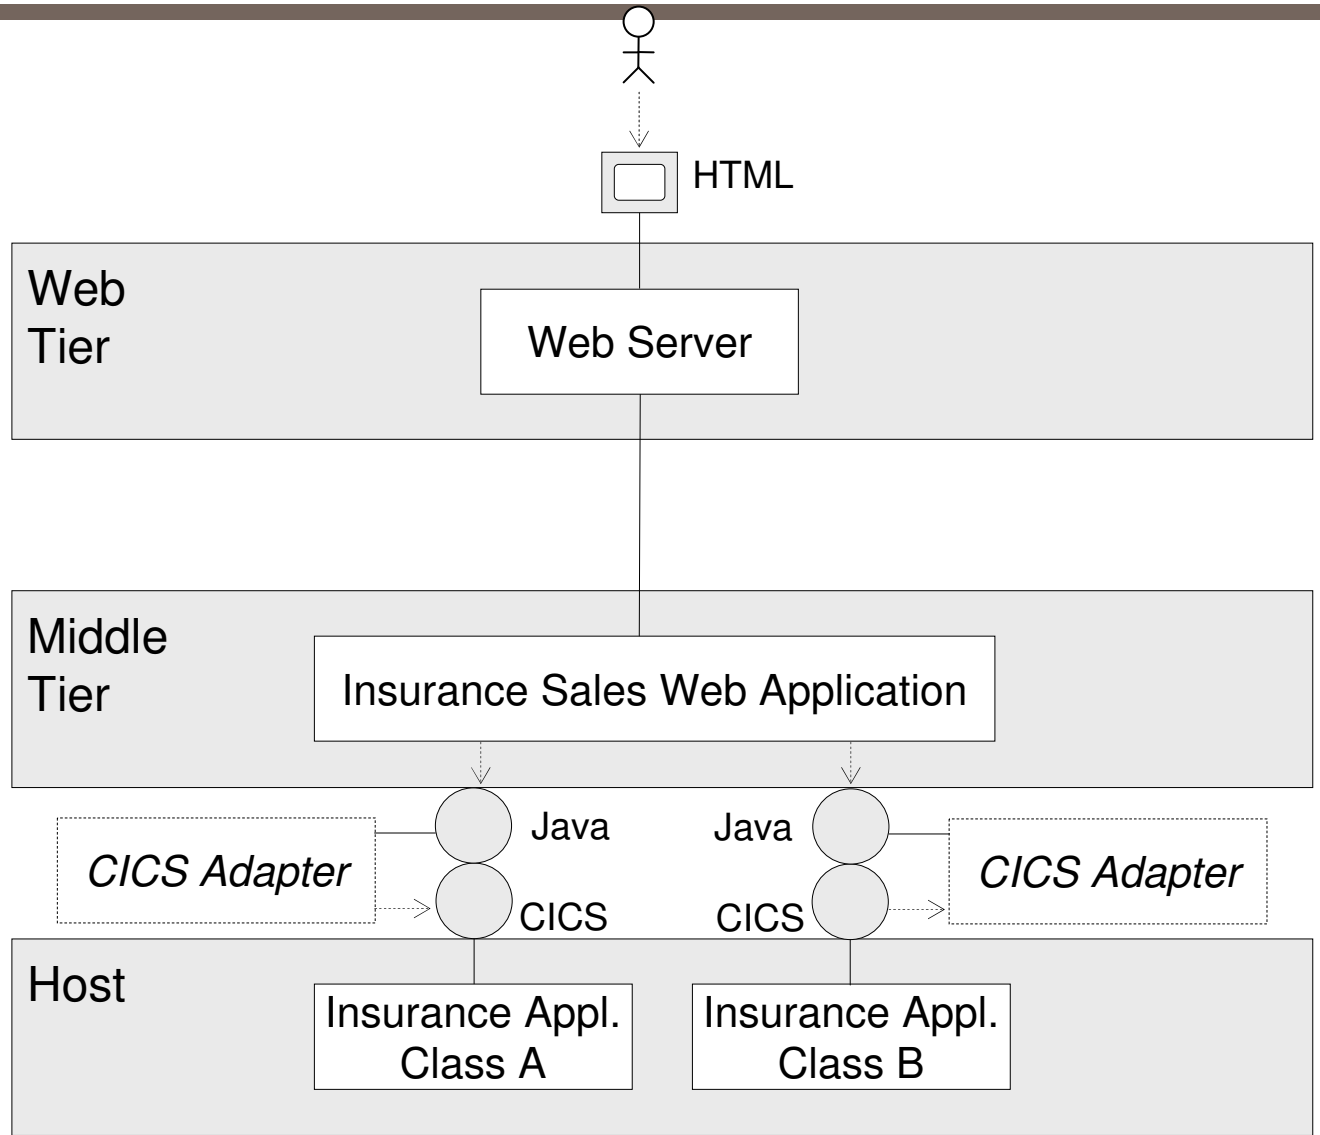 HTML
Web
Tier
Web Server
Middle
Tier
Insurance Sales Web Application
Java
Java
CICS Adapter
CICS Adapter
CICS
CICS
Host
Insurance Appl.
Class A
Insurance Appl.
Class B